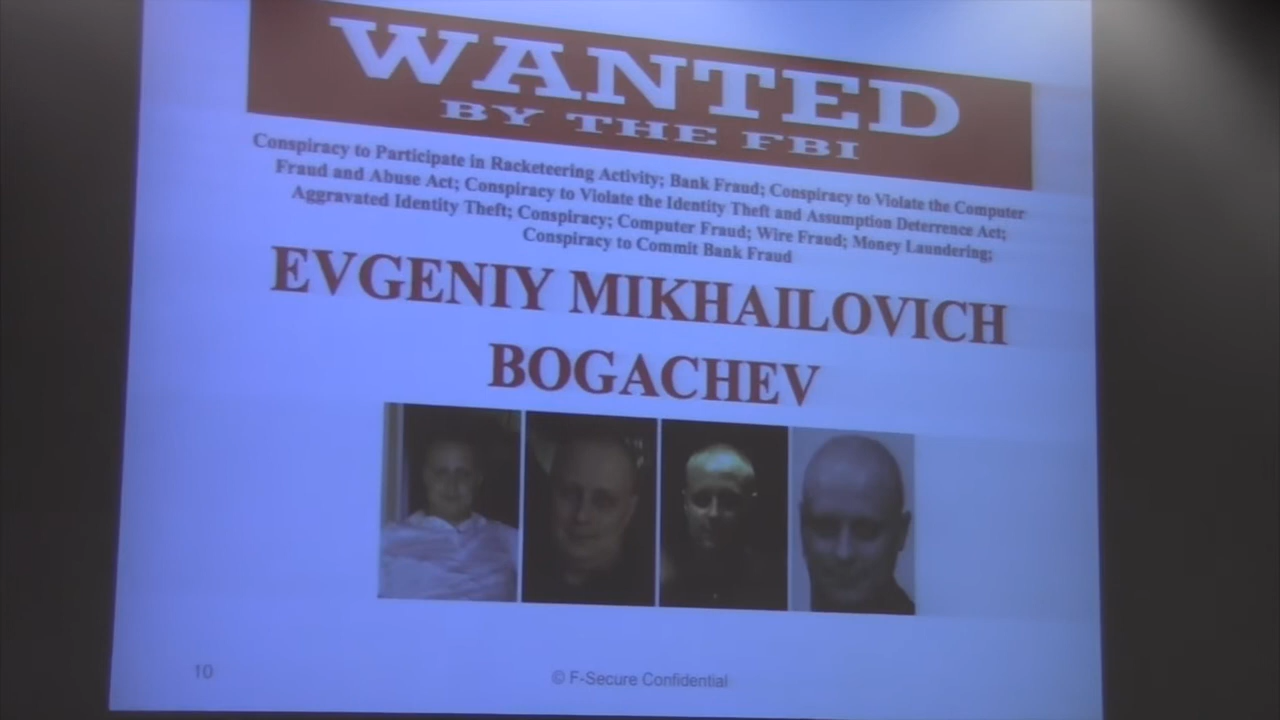 WANTED
BY THE FBI
Conspiracy to Participate in Racketeering Activity; Bank Fraud; Conspiracy to Violate the Computer
Fraud and Abuse Act; Conspiracy to Violate the Identity Theft and Assumption Deterrence Act;
Aggravated Identity Theft; Conspiracy; Computer Fraud; Wire Fraud; Money Laundering;
Conspiracy to Commit Bank Fraud
EVGENIY MIKHAILOVICH
BOGACHEV
10
© F-Secure Confidential